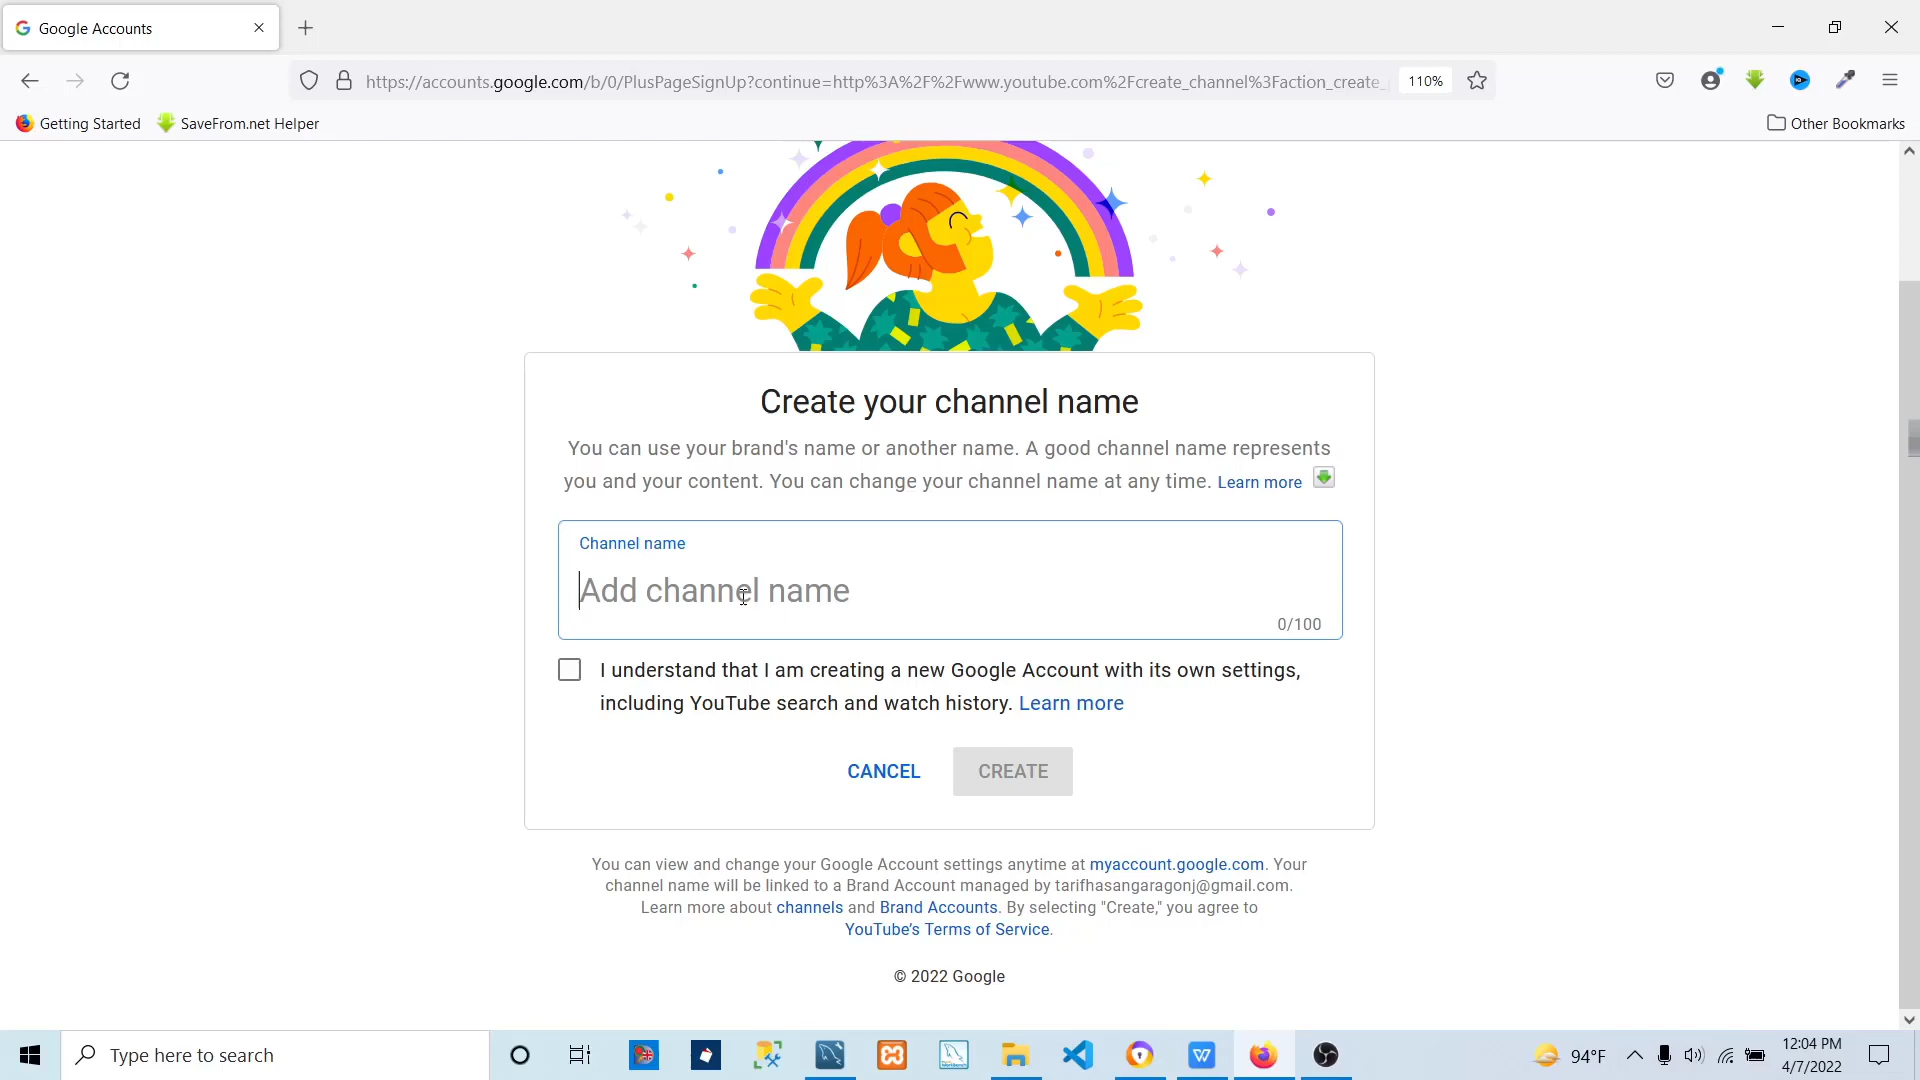 Google Accounts
https://accounts.google.com/b/0/PlusPageSignUp?continue=http%3A%2F%2Fwww.youtube.com%2Fcreate_channel%3Faction_create_
110%
Getting Started
SaveFrom.net Helper
Other Bookmarks
Create your channel name
You can use your brand's name or another name. A good channel name represents
you and your content. You can change your channel name at any time. Learn more
Channel name
Add channel name
0/100
I understand that I am creating a new Google Account with its own settings,
including YouTube search and watch history. Learn more
CANCEL
CREATE
You can view and change your Google Account settings anytime at myaccount.google.com. Your
channel name will be linked to a Brand Account managed by tarifhasangaragonj@gmail.com.
Learn more about channels and Brand Accounts. By selecting "Create," you agree to
YouTube's Terms of Service.
© 2022 Google
Type here to search
94°F
12:04 PM
4/7/2022